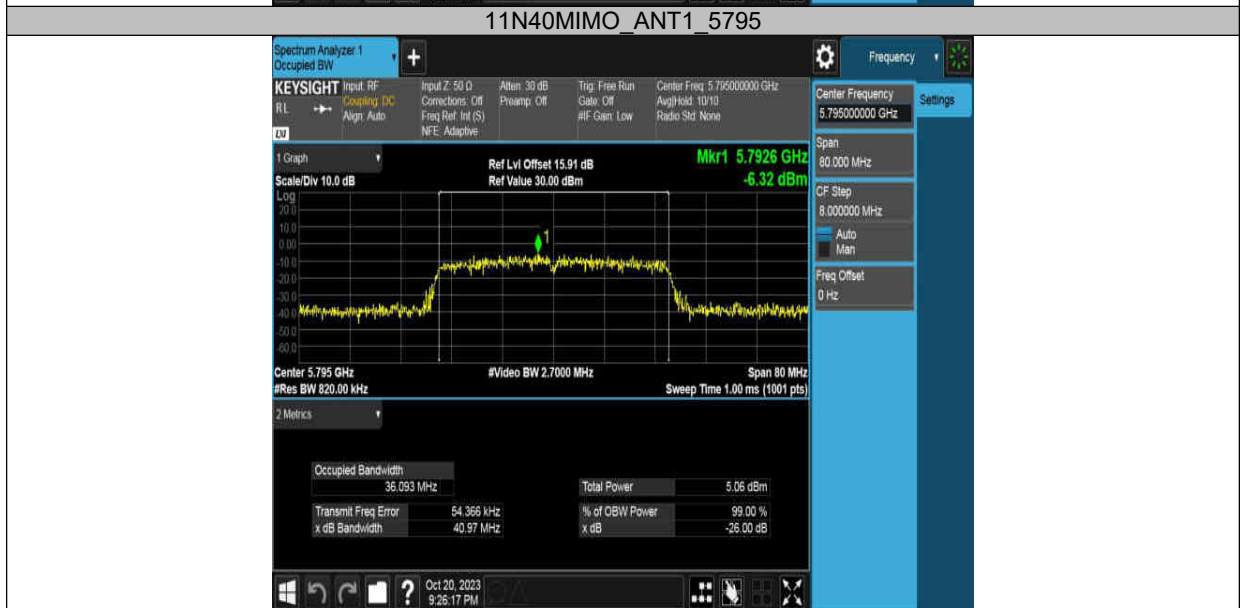 11N40MIMO_ANT1_5795
Spectrum Analyzer 1
Occupied BW
+
Frequency
KEYSIGHT
RL
LXI
Input: RF
Coupling: DC
Align: Auto
Input Z: 50 Ω
Corrections: Off
Freq Ref: Int (S)
NFE: Adaptive
Atten: 30 dB
Preamp: Off
Trig: Free Run
Gate: Off
#IF Gain: Low
Center Freq: 5.795000000 GHz
Avg|Hold: 10/10
Radio Std: None
Center Frequency
5.795000000 GHz
Settings
Span
80.000 MHz
CF Step
8.000000 MHz
Auto
Man
Freq Offset
0 Hz
1 Graph
Scale/Div 10.0 dB
Ref Lvl Offset 15.91 dB
Ref Value 30.00 dBm
Mkr1 5.7926 GHz
-6.32 dBm
Log
20.0
10.0
0.00
-10.0
-20.0
-30.0
-40.0
-50.0
-60.0
1
Center 5.795 GHz
#Video BW 2.7000 MHz
Span 80 MHz
#Res BW 820.00 kHz
Sweep Time 1.00 ms (1001 pts)
2 Metrics
Occupied Bandwidth
36.093 MHz
Total Power 5.06 dBm
Transmit Freq Error 54.366 kHz
% of OBW Power 99.00 %
x dB Bandwidth 40.97 MHz
x dB -26.00 dB
?
Oct 20, 2023
9:26:17 PM